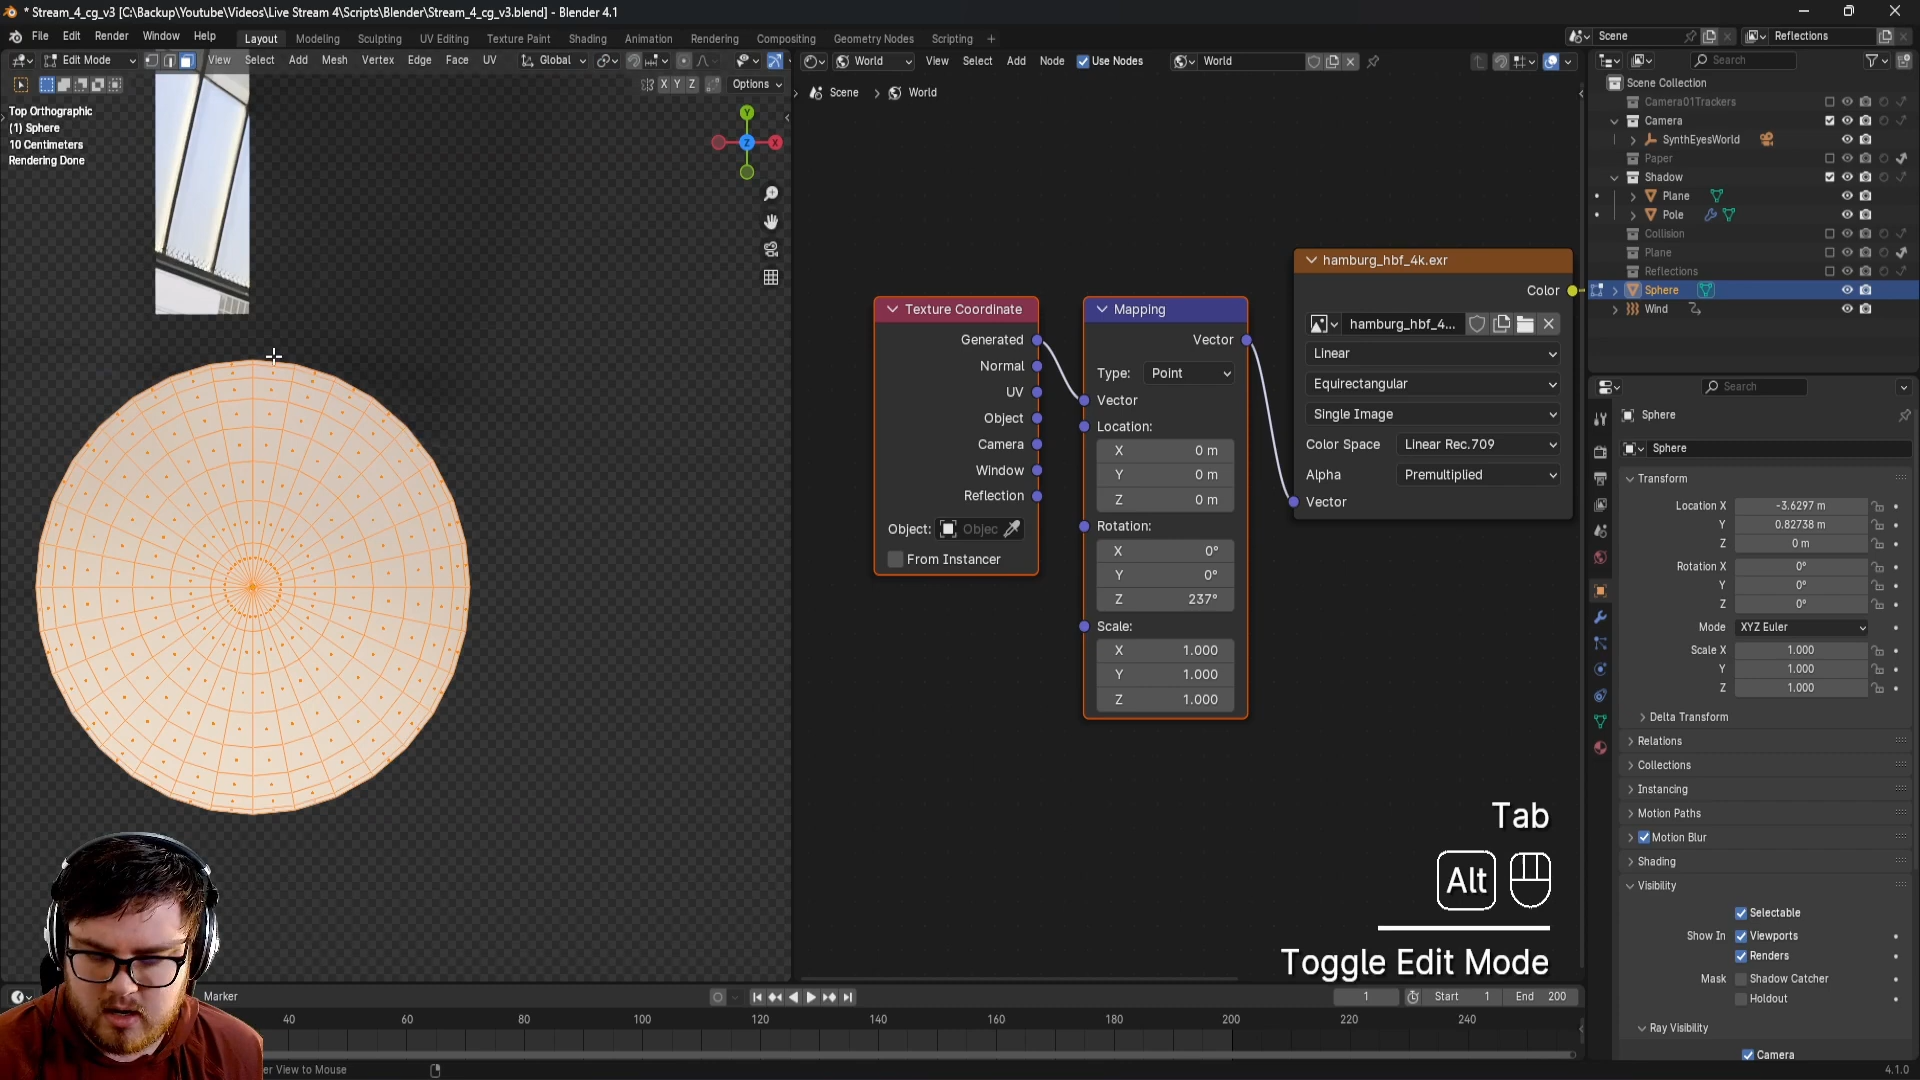 * Stream_4_cg_v3 [C:\Backup\Youtube\Videos\Live Stream 4\Scripts\Blender\Stream_4_cg_v3.blend] - Blender 4.1
File Edit Render Window Help Layout Modeling Sculpting UV Editing Texture Paint Shading Animation Rendering Compositing Geometry Nodes Scripting + Scene Reflections
Edit Mode View Select Add Mesh Vertex Edge Face UV Global World View Select Add Node Use Nodes World Search
X Y Z Options
Scene > World
Top Orthographic
(1) Sphere
10 Centimeters
Rendering Done
Y
Z X
Texture Coordinate
Generated
Normal
UV
Object
Camera
Window
Reflection
Object: Objec
From Instancer
Mapping
Vector
Type: Point
Vector
Location:
X 0 m
Y 0 m
Z 0 m
Rotation:
X 0°
Y 0°
Z 237°
Scale:
X 1.000
Y 1.000
Z 1.000
hamburg_hbf_4k.exr
Color
hamburg_hbf_4...
Linear
Equirectangular
Single Image
Color Space Linear Rec.709
Alpha Premultiplied
Vector
Tab
Alt
Toggle Edit Mode
Scene Collection
Camera01Trackers
Camera
SynthEyesWorld
Paper
Shadow
Plane
Pole
Collision
Plane
Reflections
Sphere
Wind
Search
Sphere
Sphere
Transform
Location X -3.6297 m
Y 0.82738 m
Z 0 m
Rotation X 0°
Y 0°
Z 0°
Mode XYZ Euler
Scale X 1.000
Y 1.000
Z 1.000
Delta Transform
Relations
Collections
Instancing
Motion Paths
Motion Blur
Shading
Visibility
Selectable
Show In Viewports
Renders
Mask Shadow Catcher
Holdout
Ray Visibility
Camera
Marker 1 Start 1 End 200
40 60 80 100 120 140 160 180 200 220 240
er View to Mouse 4.1.0